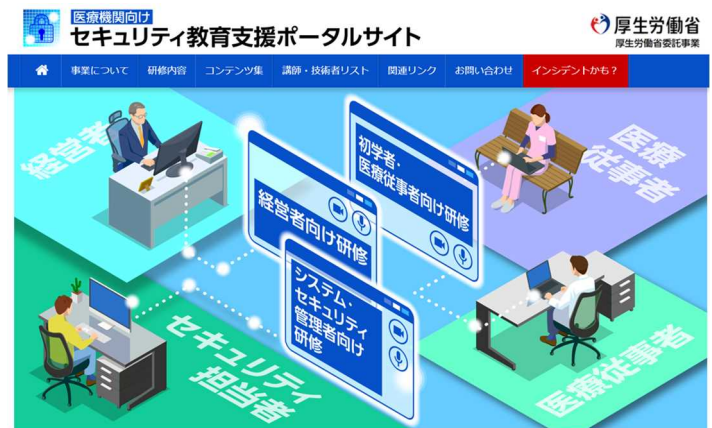 医療機関向け
セキュリティ教育支援ポータルサイト
厚生労働省
厚生労働省委託事業
事業について 研修内容 コンテンツ集 講師・技術者リスト 関連リンク お問い合わせ インシデントかも？
経営者
初学者・
医療従事者向け研修
医療
従事者
経営者向け研修
システム・
セキュリティ
管理者向け
研修
セキュリティ
担当者
医療従事者